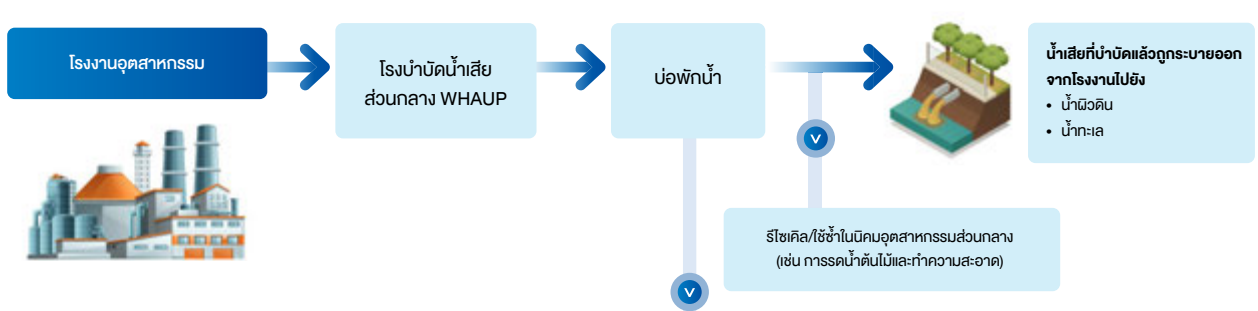 โรงงานอุตสาหกรรม
โรงบำบัดน้ำเสีย
ส่วนกลาง WHAUP
บ่อพักน้ำ
น้ำเสียที่บำบัดแล้วถูกระบายออก
จากโรงงานไปยัง
• น้ำผิวดิน
• น้ำทะเล
รีไซเคิล/ใช้ซ้ำในนิคมอุตสาหกรรมส่วนกลาง
(เช่น การรดน้ำต้นไม้และทำความสะอาด)